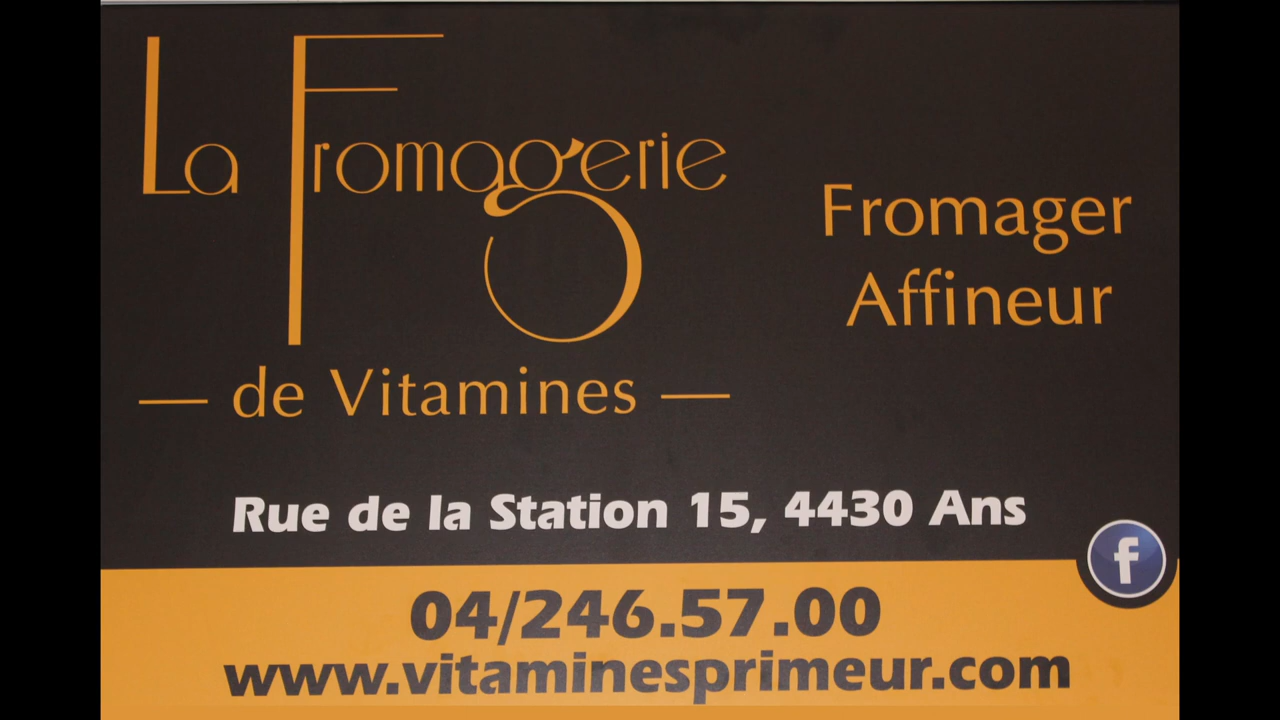 La Fromagerie
— de Vitamines —
Fromager
Affineur
Rue de la Station 15, 4430 Ans
f
04/246.57.00
www.vitaminesprimeur.com